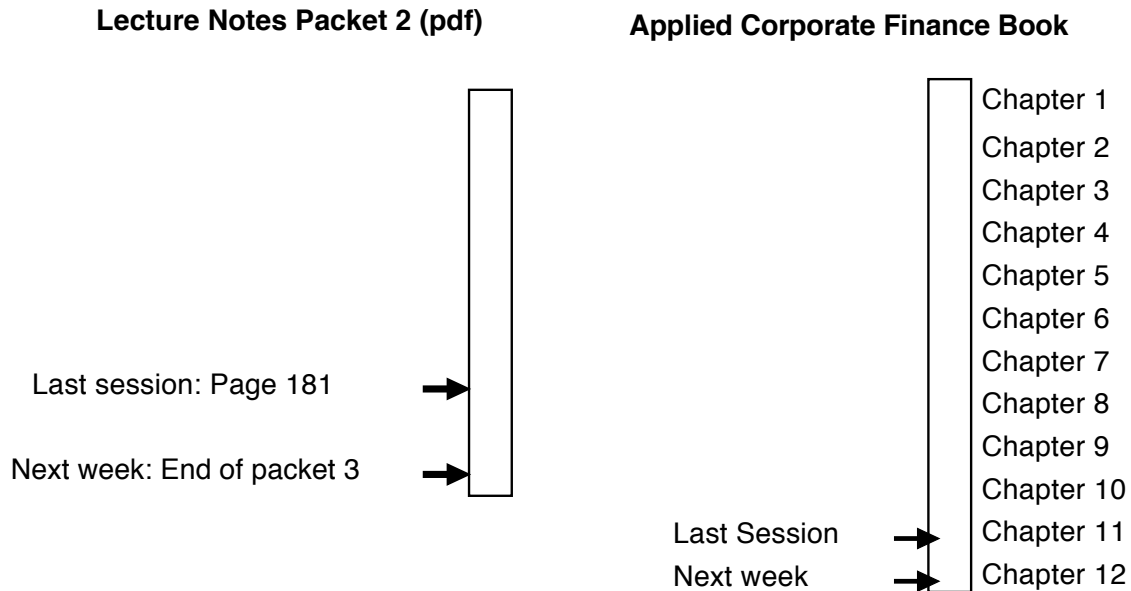 Lecture Notes Packet 2 (pdf)
Last session: Page 181
Next week: End of packet 3
Applied Corporate Finance Book
Chapter 1
Chapter 2
Chapter 3
Chapter 4
Chapter 5
Chapter 6
Chapter 7
Chapter 8
Chapter 9
Chapter 10
Last Session
Chapter 11
Next week
Chapter 12